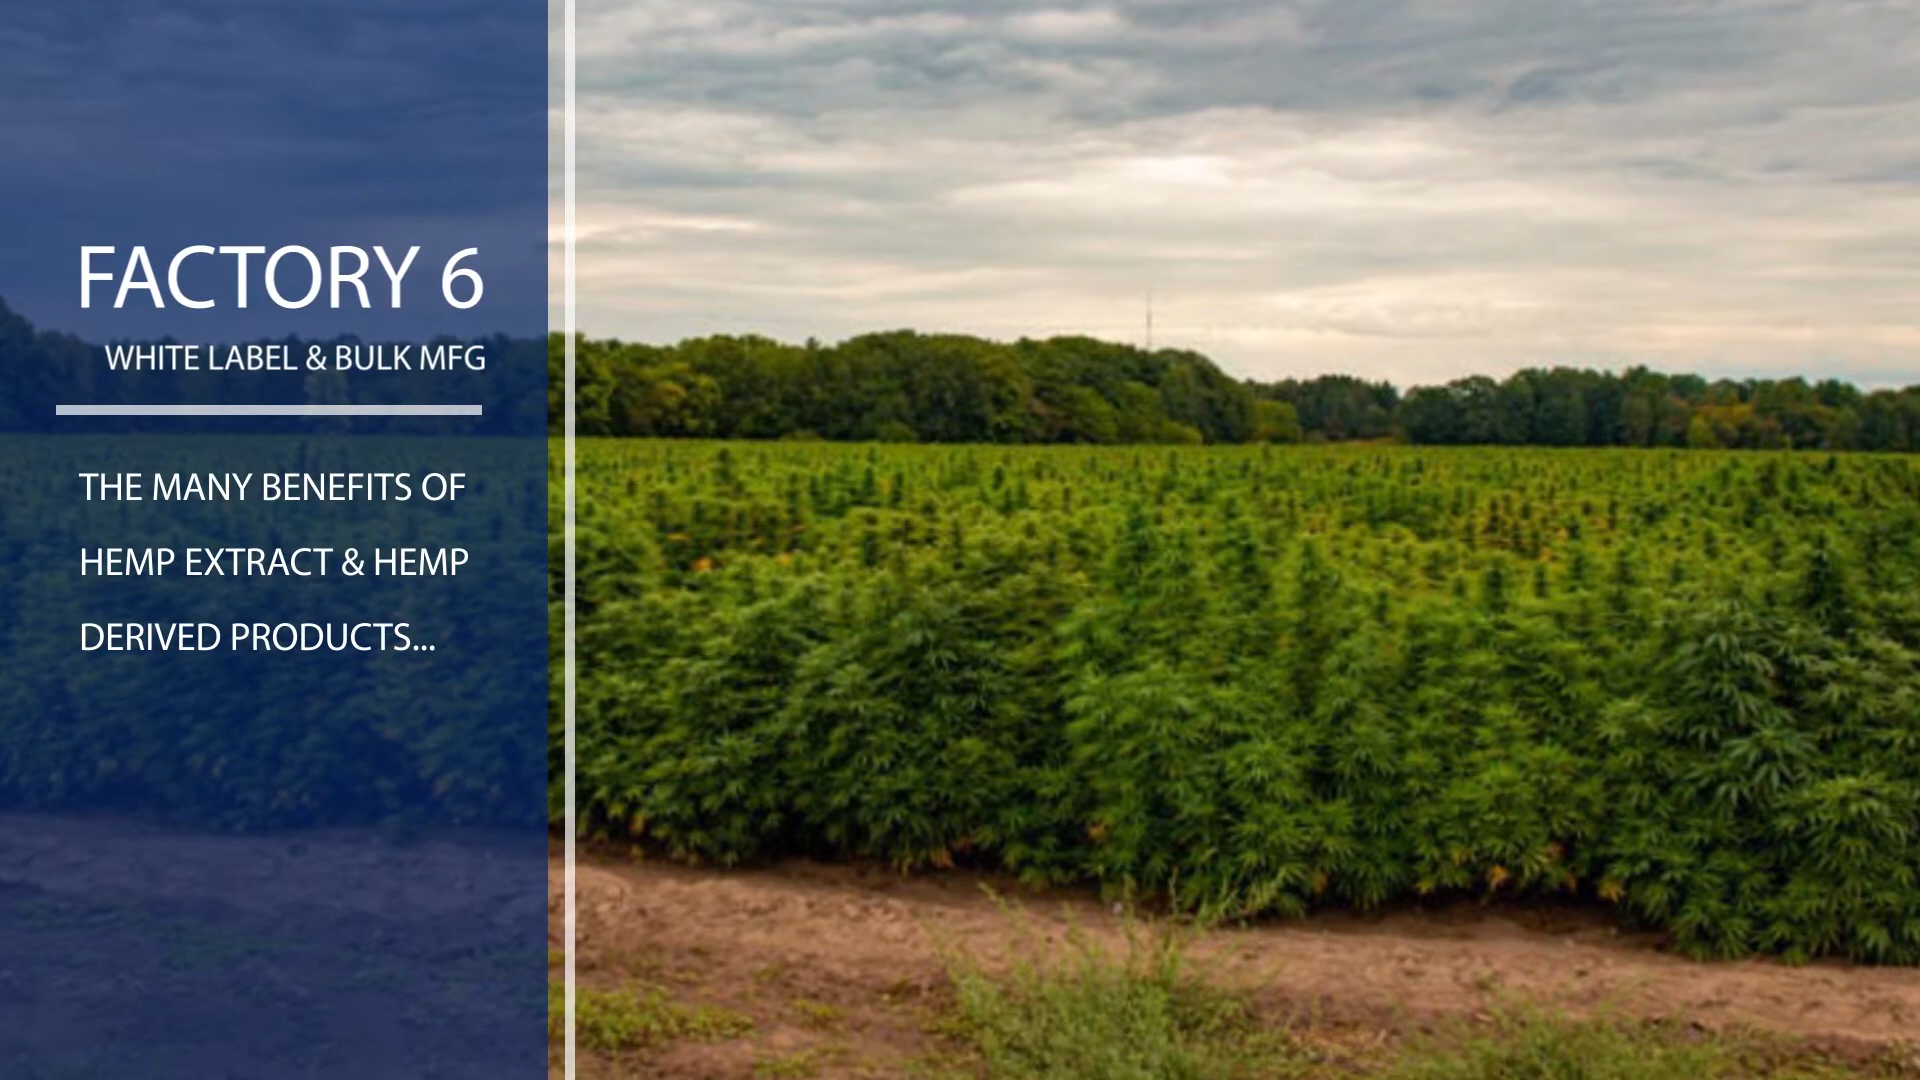 FACTORY 6
WHITE LABEL & BULK MFG
THE MANY BENEFITS OF
HEMP EXTRACT & HEMP
DERIVED PRODUCTS...